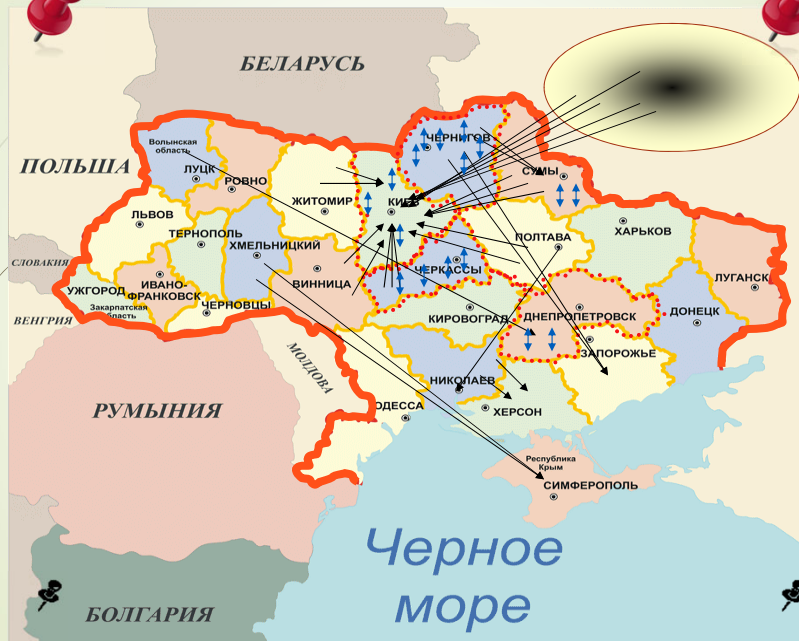 БЕЛАРУСЬ
ПОЛЬША
СЛОВАКИЯ
ВЕНГРИЯ
РУМЫНИЯ
МОЛДОВА
БОЛГАРИЯ
Волынская
область
ЛУЦК
РОВНО
ЖИТОМИР
КИЕВ
ЧЕРНИГОВ
СУМЫ
ЛЬВОВ
ТЕРНОПОЛЬ
ХМЕЛЬНИЦКИЙ
ВИННИЦА
ЧЕРКАССЫ
ПОЛТАВА
ХАРЬКОВ
ЛУГАНСК
УЖГОРОД
ИВАНО-
ФРАНКОВСК
Закарпатская
область
ЧЕРНОВЦЫ
КИРОВОГРАД
ДНЕПРОПЕТРОВСК
ДОНЕЦК
ЗАПОРОЖЬЕ
НИКОЛАЕВ
ОДЕССА
ХЕРСОН
Республика
Крым
СИМФЕРОПОЛЬ
Черное
море